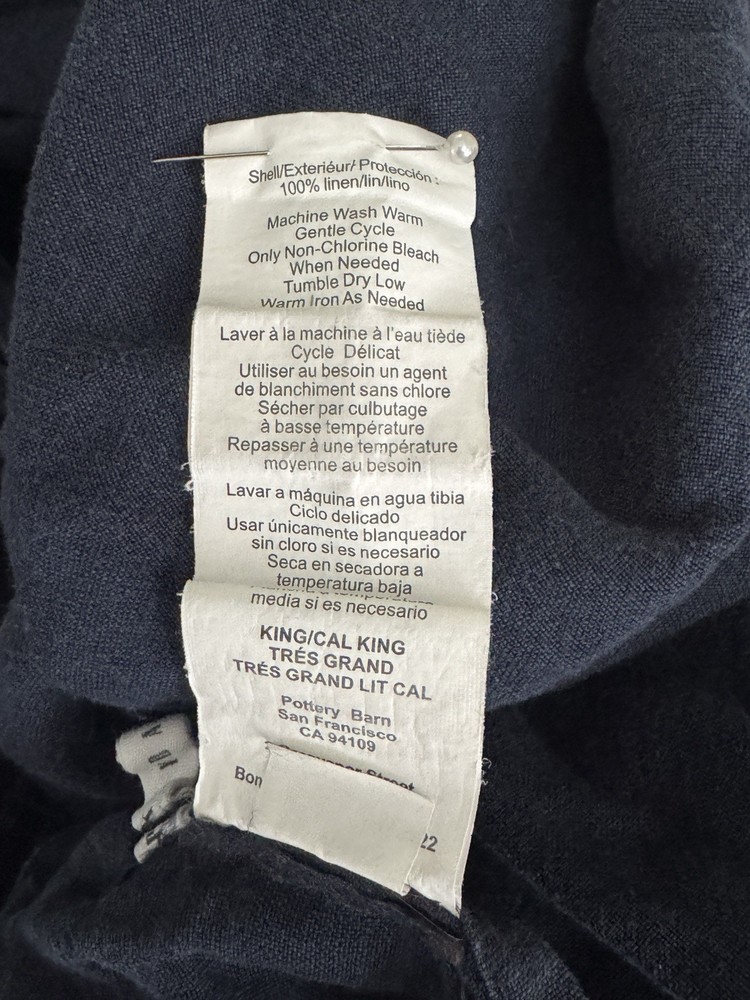 Shell/Exteriéur/ Protección :
100% linen/lin/lino
Machine Wash Warm
Gentle Cycle
Only Non-Chlorine Bleach
When Needed
Tumble Dry Low
Warm Iron As Needed
Laver à la machine à l'eau tiède
Cycle Délicat
Utiliser au besoin un agent
de blanchiment sans chlore
Sécher par culbutage
à basse température
Repasser à une température
moyenne au besoin
Lavar a máquina en agua tibia
Ciclo delicado
Usar únicamente blanqueador
sin cloro si es necesario
Seca en secadora a
temperatura baja
media si es necesario
KING/CAL KING
TRÉS GRAND
TRÉS GRAND LIT CAL
Pottery Barn
San Francisco
CA 94109
Street
Bon
22